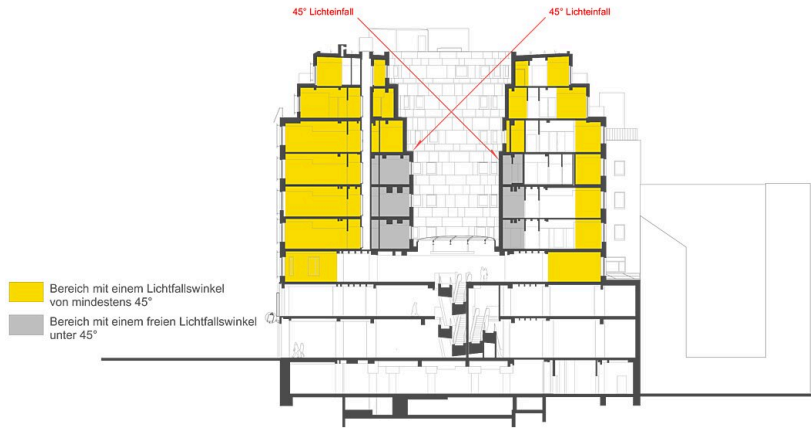 45° Lichteinfall
45° Lichteinfall
Bereich mit einem Lichtfallswinkel
von mindestens 45°
Bereich mit einem freien Lichtfallswinkel
unter 45°